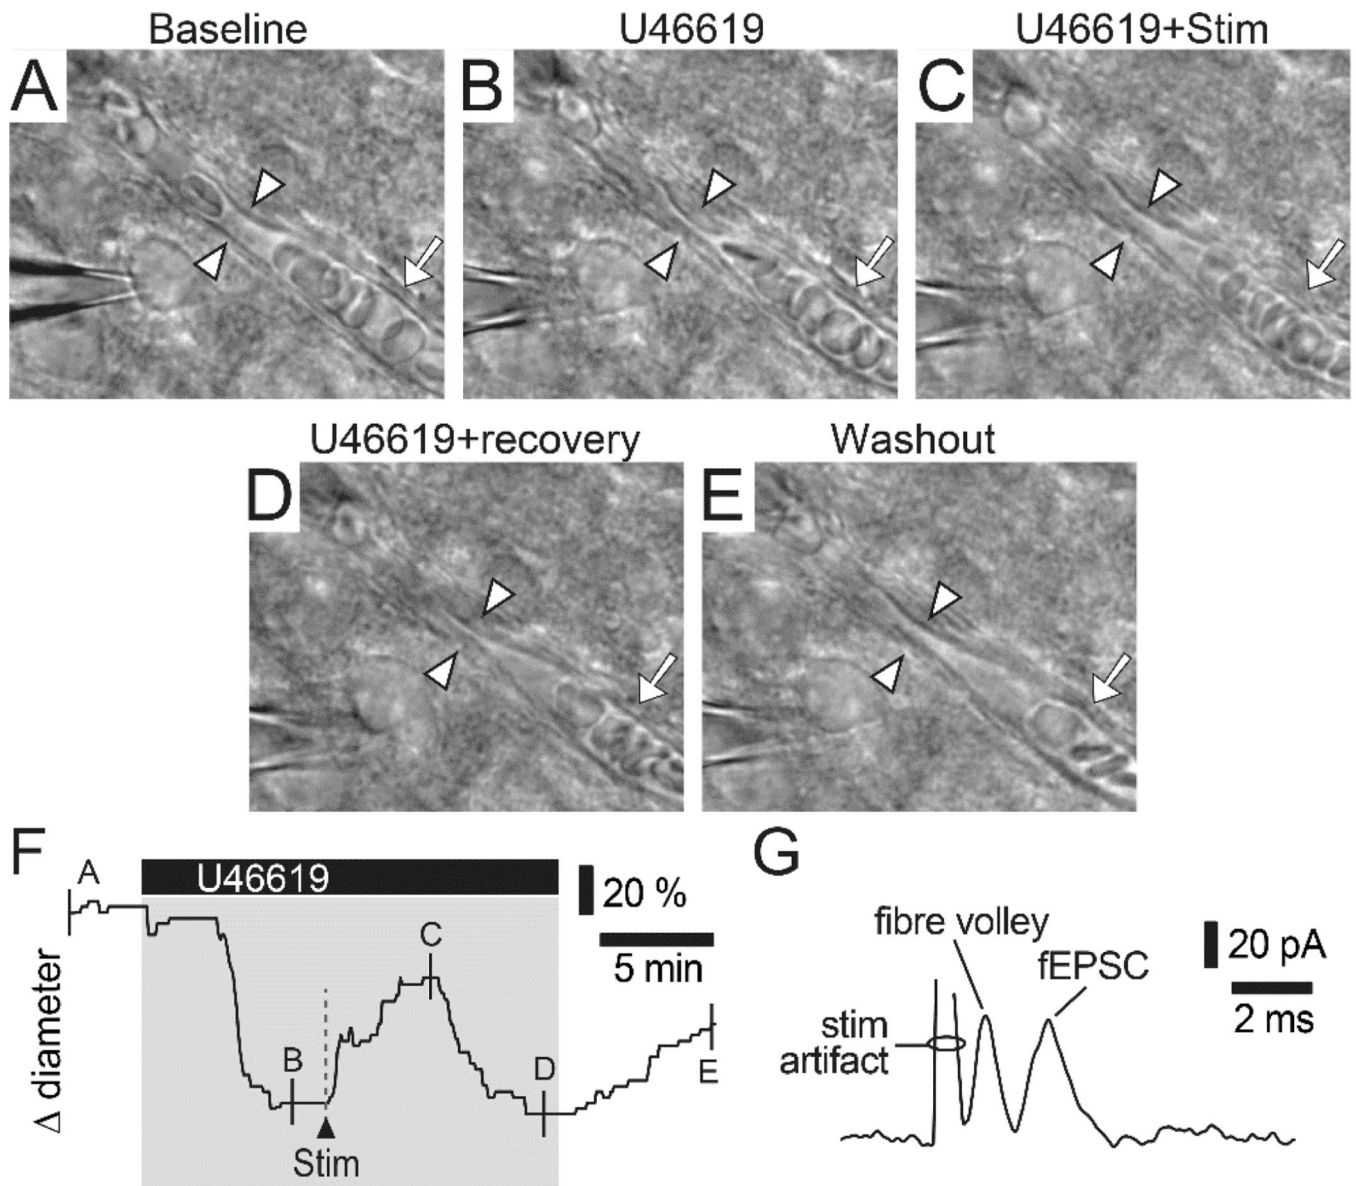 Baseline
U46619
U46619+Stim
A
B
C
U46619+recovery
Washout
D
E
F
U46619
A
B
C
D
E
20 %
5 min
Δ diameter
Stim
G
fibre volley
fEPSC
stim
artifact
20 pA
2 ms